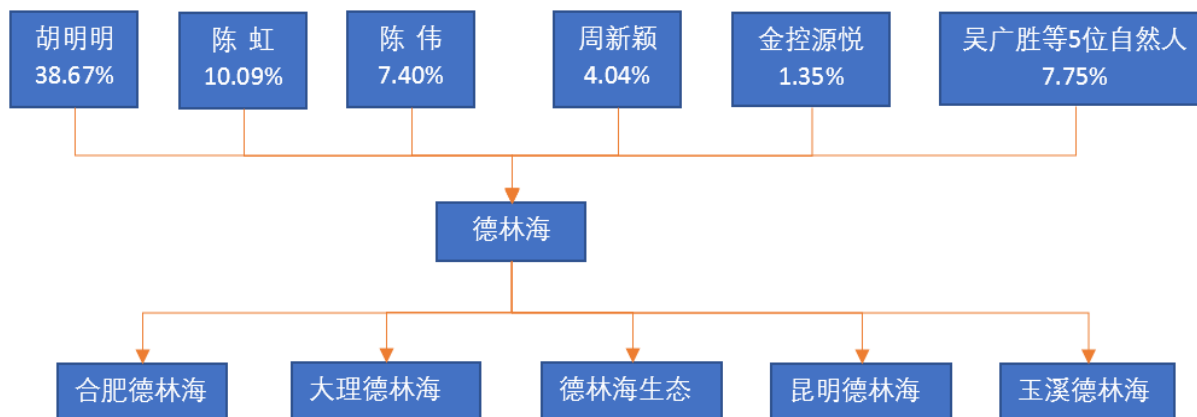 胡明明
38.67%
陈 虹
10.09%
陈 伟
7.40%
周新颖
4.04%
金控源悦
1.35%
吴广胜等5位自然人
7.75%
德林海
合肥德林海
大理德林海
德林海生态
昆明德林海
玉溪德林海